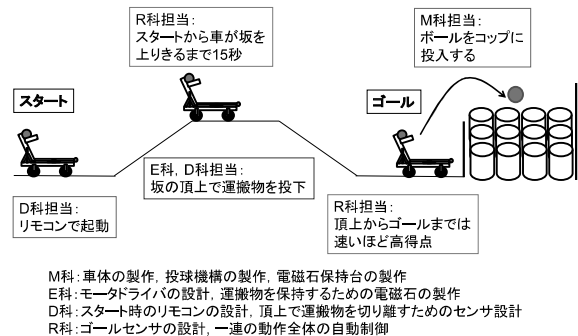 R科担当:
スタートから車が坂を
上りきるまで15秒
M科担当:
ボールをコップに
投入する
スタート
ゴール
E科, D科担当:
坂の頂上で運搬物を投下
D科担当:
リモコンで起動
R科担当:
頂上からゴールまでは
速いほど高得点
M科:車体の製作, 投球機構の製作, 電磁石保持台の製作
E科:モータドライバの設計, 運搬物を保持するための電磁石の製作
D科:スタート時のリモコンの設計, 頂上で運搬物を切り離すためのセンサ設計
R科:ゴールセンサの設計, 一連の動作全体の自動制御